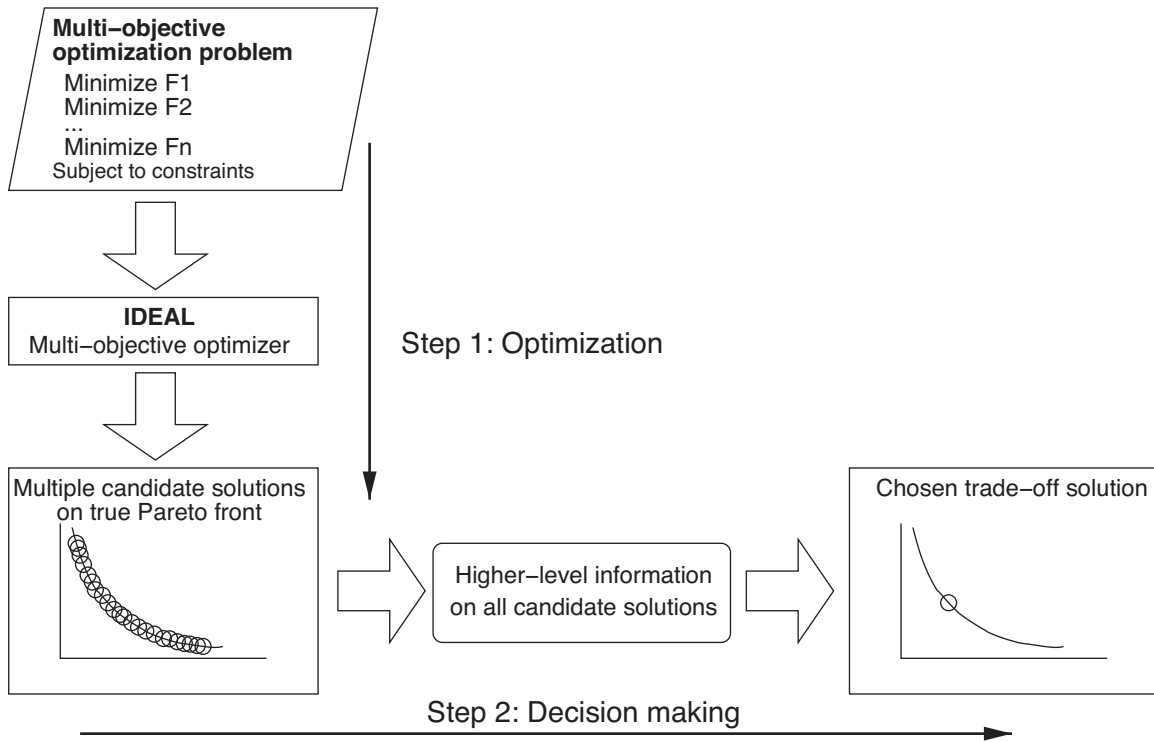 Multi−objective
optimization problem
Minimize F1
Minimize F2
...
Minimize Fn
Subject to constraints
IDEAL
Multi−objective optimizer
Step 1: Optimization
Multiple candidate solutions
on true Pareto front
Higher−level information
on all candidate solutions
Chosen trade−off solution
Step 2: Decision making